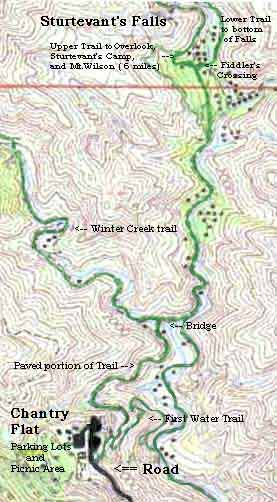 Sturtevant's Falls
Lower Trail
to bottom
of Falls
Upper Trail to Overlook,
Sturtevant's Camp,
and Mt.Wilson ( 6 miles)
-->
<-- Fiddler's
Crossing
<-- Winter Creek trail
<-- Bridge
Paved portion of Trail -->
Chantry
Flat
Parking Lots
and
Picnic Area
<-- First Water Trail
<== Road